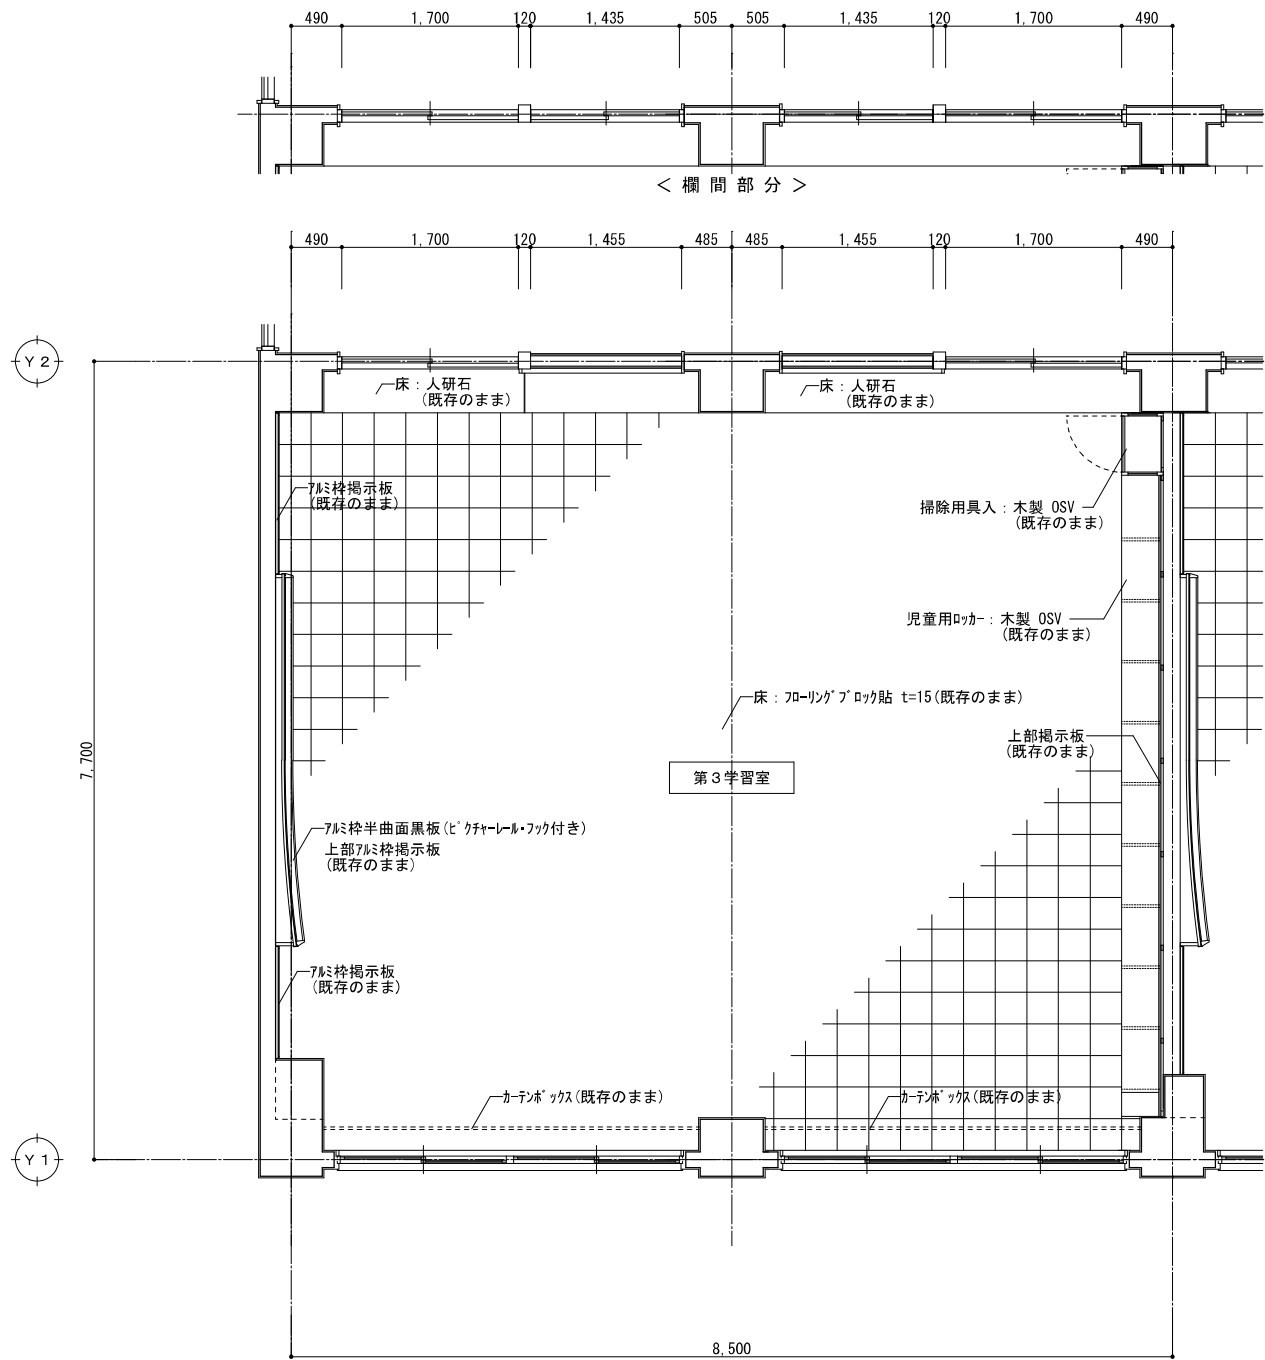 490 1,700 120 1,435 505 505 1,435 120 1,700 490
＜ 欄 間 部 分 ＞
490 1,700 120 1,455 485 485 1,455 120 1,700 490
Y 2
床：人研石
(既存のまま)
床：人研石
(既存のまま)
ｱﾙﾐ枠掲示板
(既存のまま)
掃除用具入：木製 OSV
(既存のまま)
児童用ﾛｯｶｰ：木製 OSV
(既存のまま)
床：ﾌﾛｰﾘﾝｸﾞﾌﾞﾛｯｸ貼 t=15(既存のまま)
上部掲示板
(既存のまま)
7,700
第３学習室
ｱﾙﾐ枠半曲面黒板(ﾋﾟｸﾁｬｰﾚｰﾙ・ﾌｯｸ付き)
上部ｱﾙﾐ枠掲示板
(既存のまま)
ｱﾙﾐ枠掲示板
(既存のまま)
ｶｰﾃﾝﾎﾞｯｸｽ(既存のまま)
ｶｰﾃﾝﾎﾞｯｸｽ(既存のまま)
Y 1
8,500